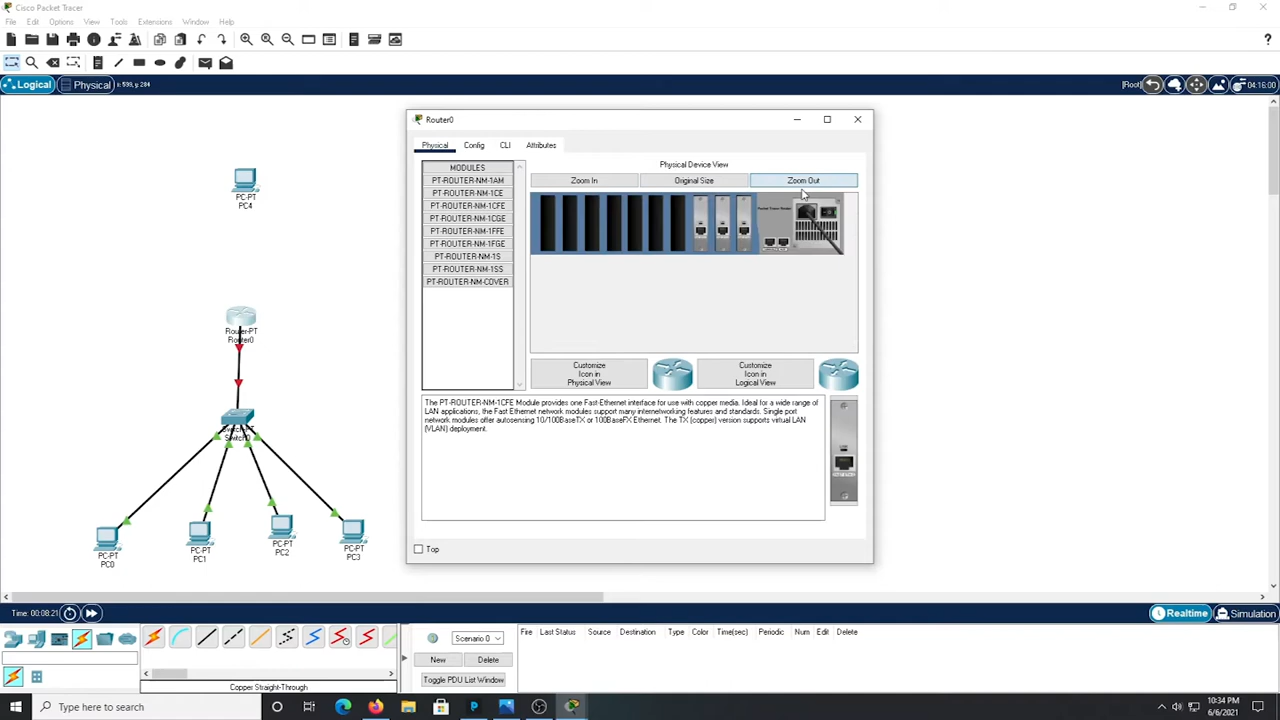 Cisco Packet Tracer
File Edit Options View Tools Extensions Window Help
Logical Physical x: 599, y: 284 [Root] 04:16:00
Router0
Physical Config CLI Attributes
MODULES
PT-ROUTER-NM-1AM
PT-ROUTER-NM-1CE
PT-ROUTER-NM-1CFE
PT-ROUTER-NM-1CGE
PT-ROUTER-NM-1FFE
PT-ROUTER-NM-1FGE
PT-ROUTER-NM-1S
PT-ROUTER-NM-1SS
PT-ROUTER-NM-COVER
Physical Device View
Zoom In Original Size Zoom Out
Customize
Icon in
Physical View
Customize
Icon in
Logical View
The PT-ROUTER-NM-1CFE Module provides one Fast-Ethernet interface for use with copper media. Ideal for a wide range of
LAN applications, the Fast Ethernet network modules support many internetworking features and standards. Single port
network modules offer autosensing 10/100BaseTX or 100BaseFX Ethernet. The TX (copper) version supports virtual LAN
(VLAN) deployment.
Top
PC-PT
PC4
Router-PT
Router0
Switch-PT
Switch0
PC-PT
PC0
PC-PT
PC1
PC-PT
PC2
PC-PT
PC3
Time: 00:08:21 Realtime Simulation
Scenario 0
New Delete
Toggle PDU List Window
Fire Last Status Source Destination Type Color Time(sec) Periodic Num Edit Delete
Copper Straight-Through
Type here to search
10:34 PM
6/6/2021